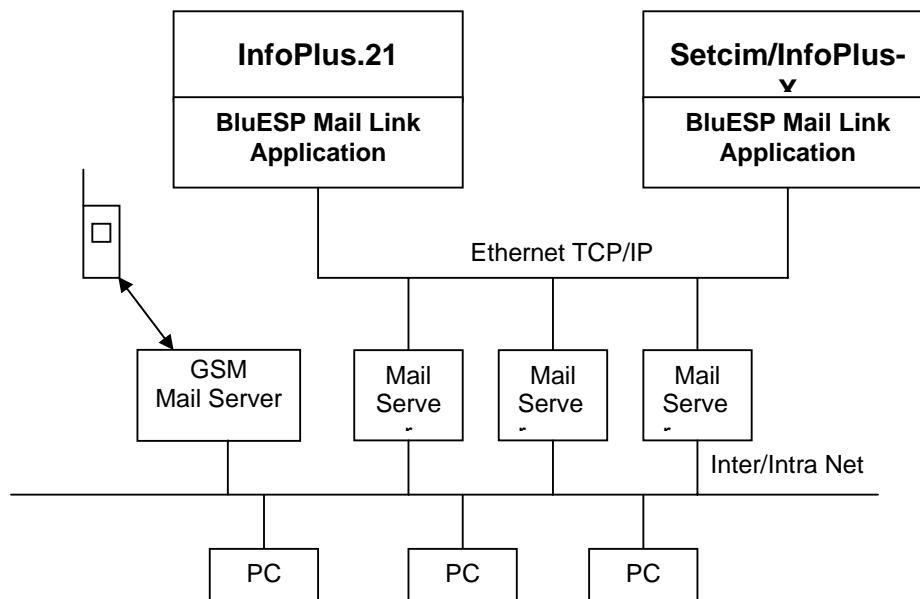 InfoPlus.21
Setcim/InfoPlus-
BluESP Mail Link
Application
BluESP Mail Link
Application
Ethernet TCP/IP
GSM
Mail Server
Mail
Serve
r
Mail
Serve
r
Mail
Serve
r
Inter/Intra Net
PC
PC
PC